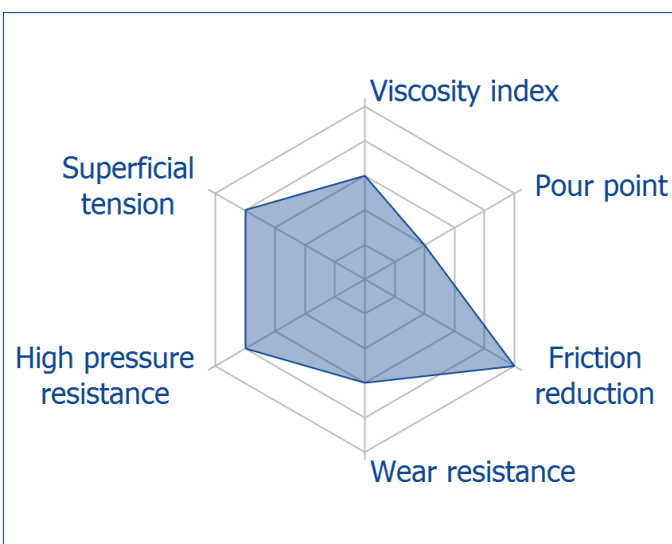 Viscosity index
Superficial
tension
Pour point
High pressure
resistance
Friction
reduction
Wear resistance